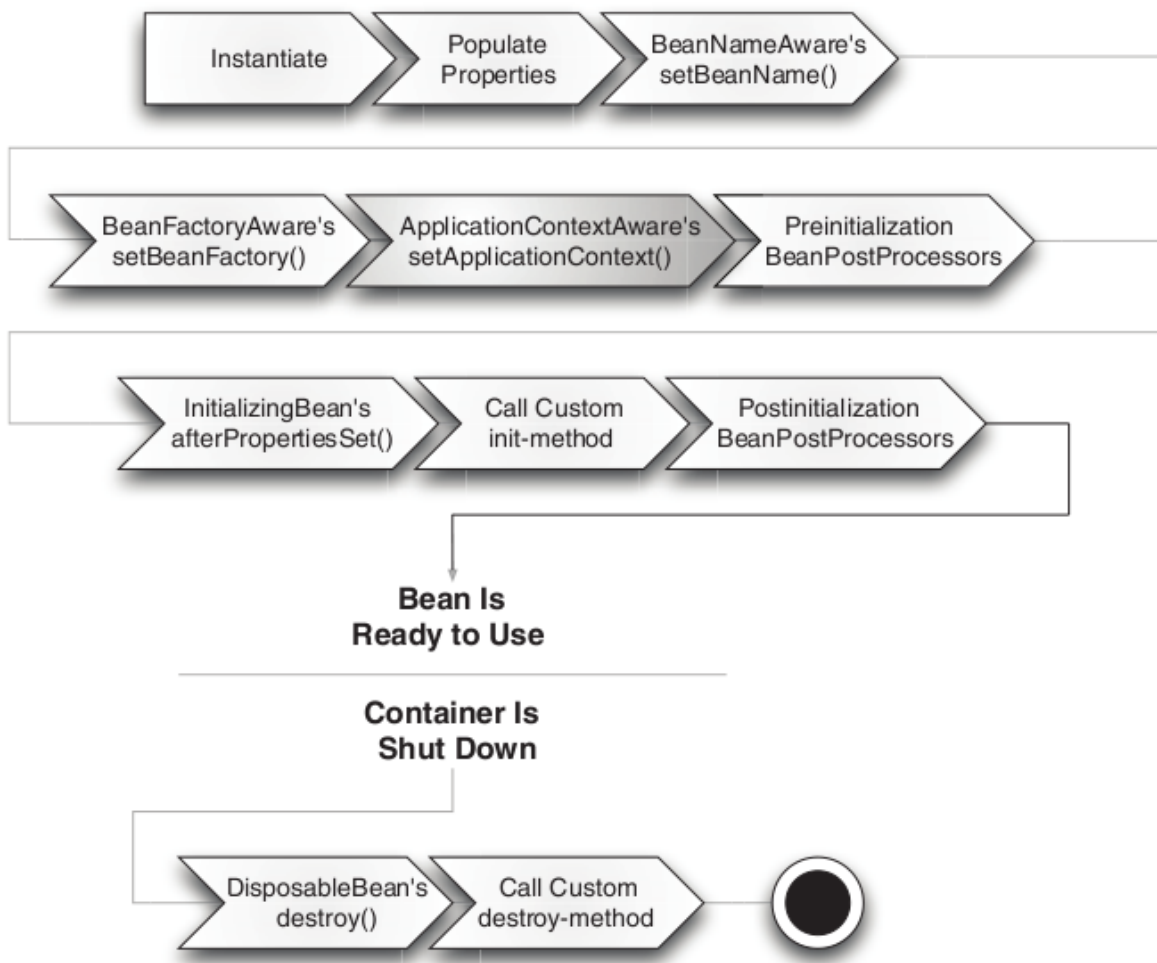 Instantiate
Populate
Properties
BeanNameAware's
setBeanName()
BeanFactoryAware's
setBeanFactory()
ApplicationContextAware's
setApplicationContext()
Preinitialization
BeanPostProcessors
InitializingBean's
afterPropertiesSet()
Call Custom
init-method
Postinitialization
BeanPostProcessors
Bean Is
Ready to Use
Container Is
Shut Down
DisposableBean's
destroy()
Call Custom
destroy-method